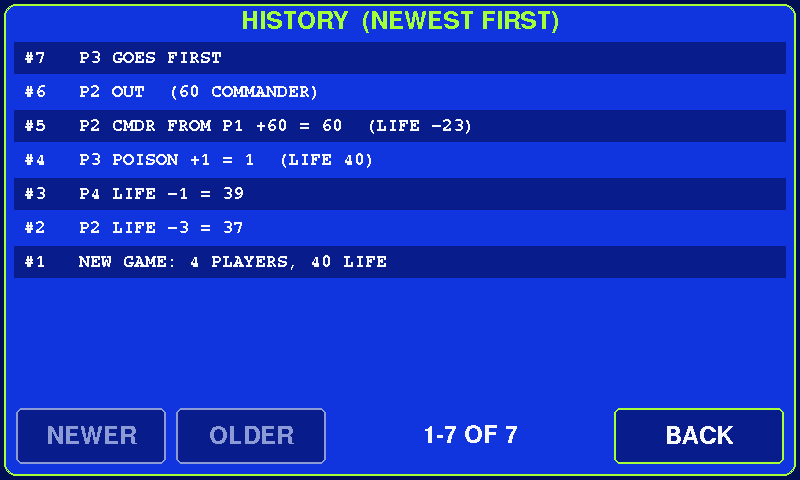 HISTORY (NEWEST FIRST)
#7 P3 GOES FIRST
#6 P2 OUT (60 COMMANDER)
#5 P2 CMDR FROM P1 +60 = 60 (LIFE -23)
#4 P3 POISON +1 = 1 (LIFE 40)
#3 P4 LIFE -1 = 39
#2 P2 LIFE -3 = 37
#1 NEW GAME: 4 PLAYERS, 40 LIFE
NEWER OLDER 1-7 OF 7 BACK